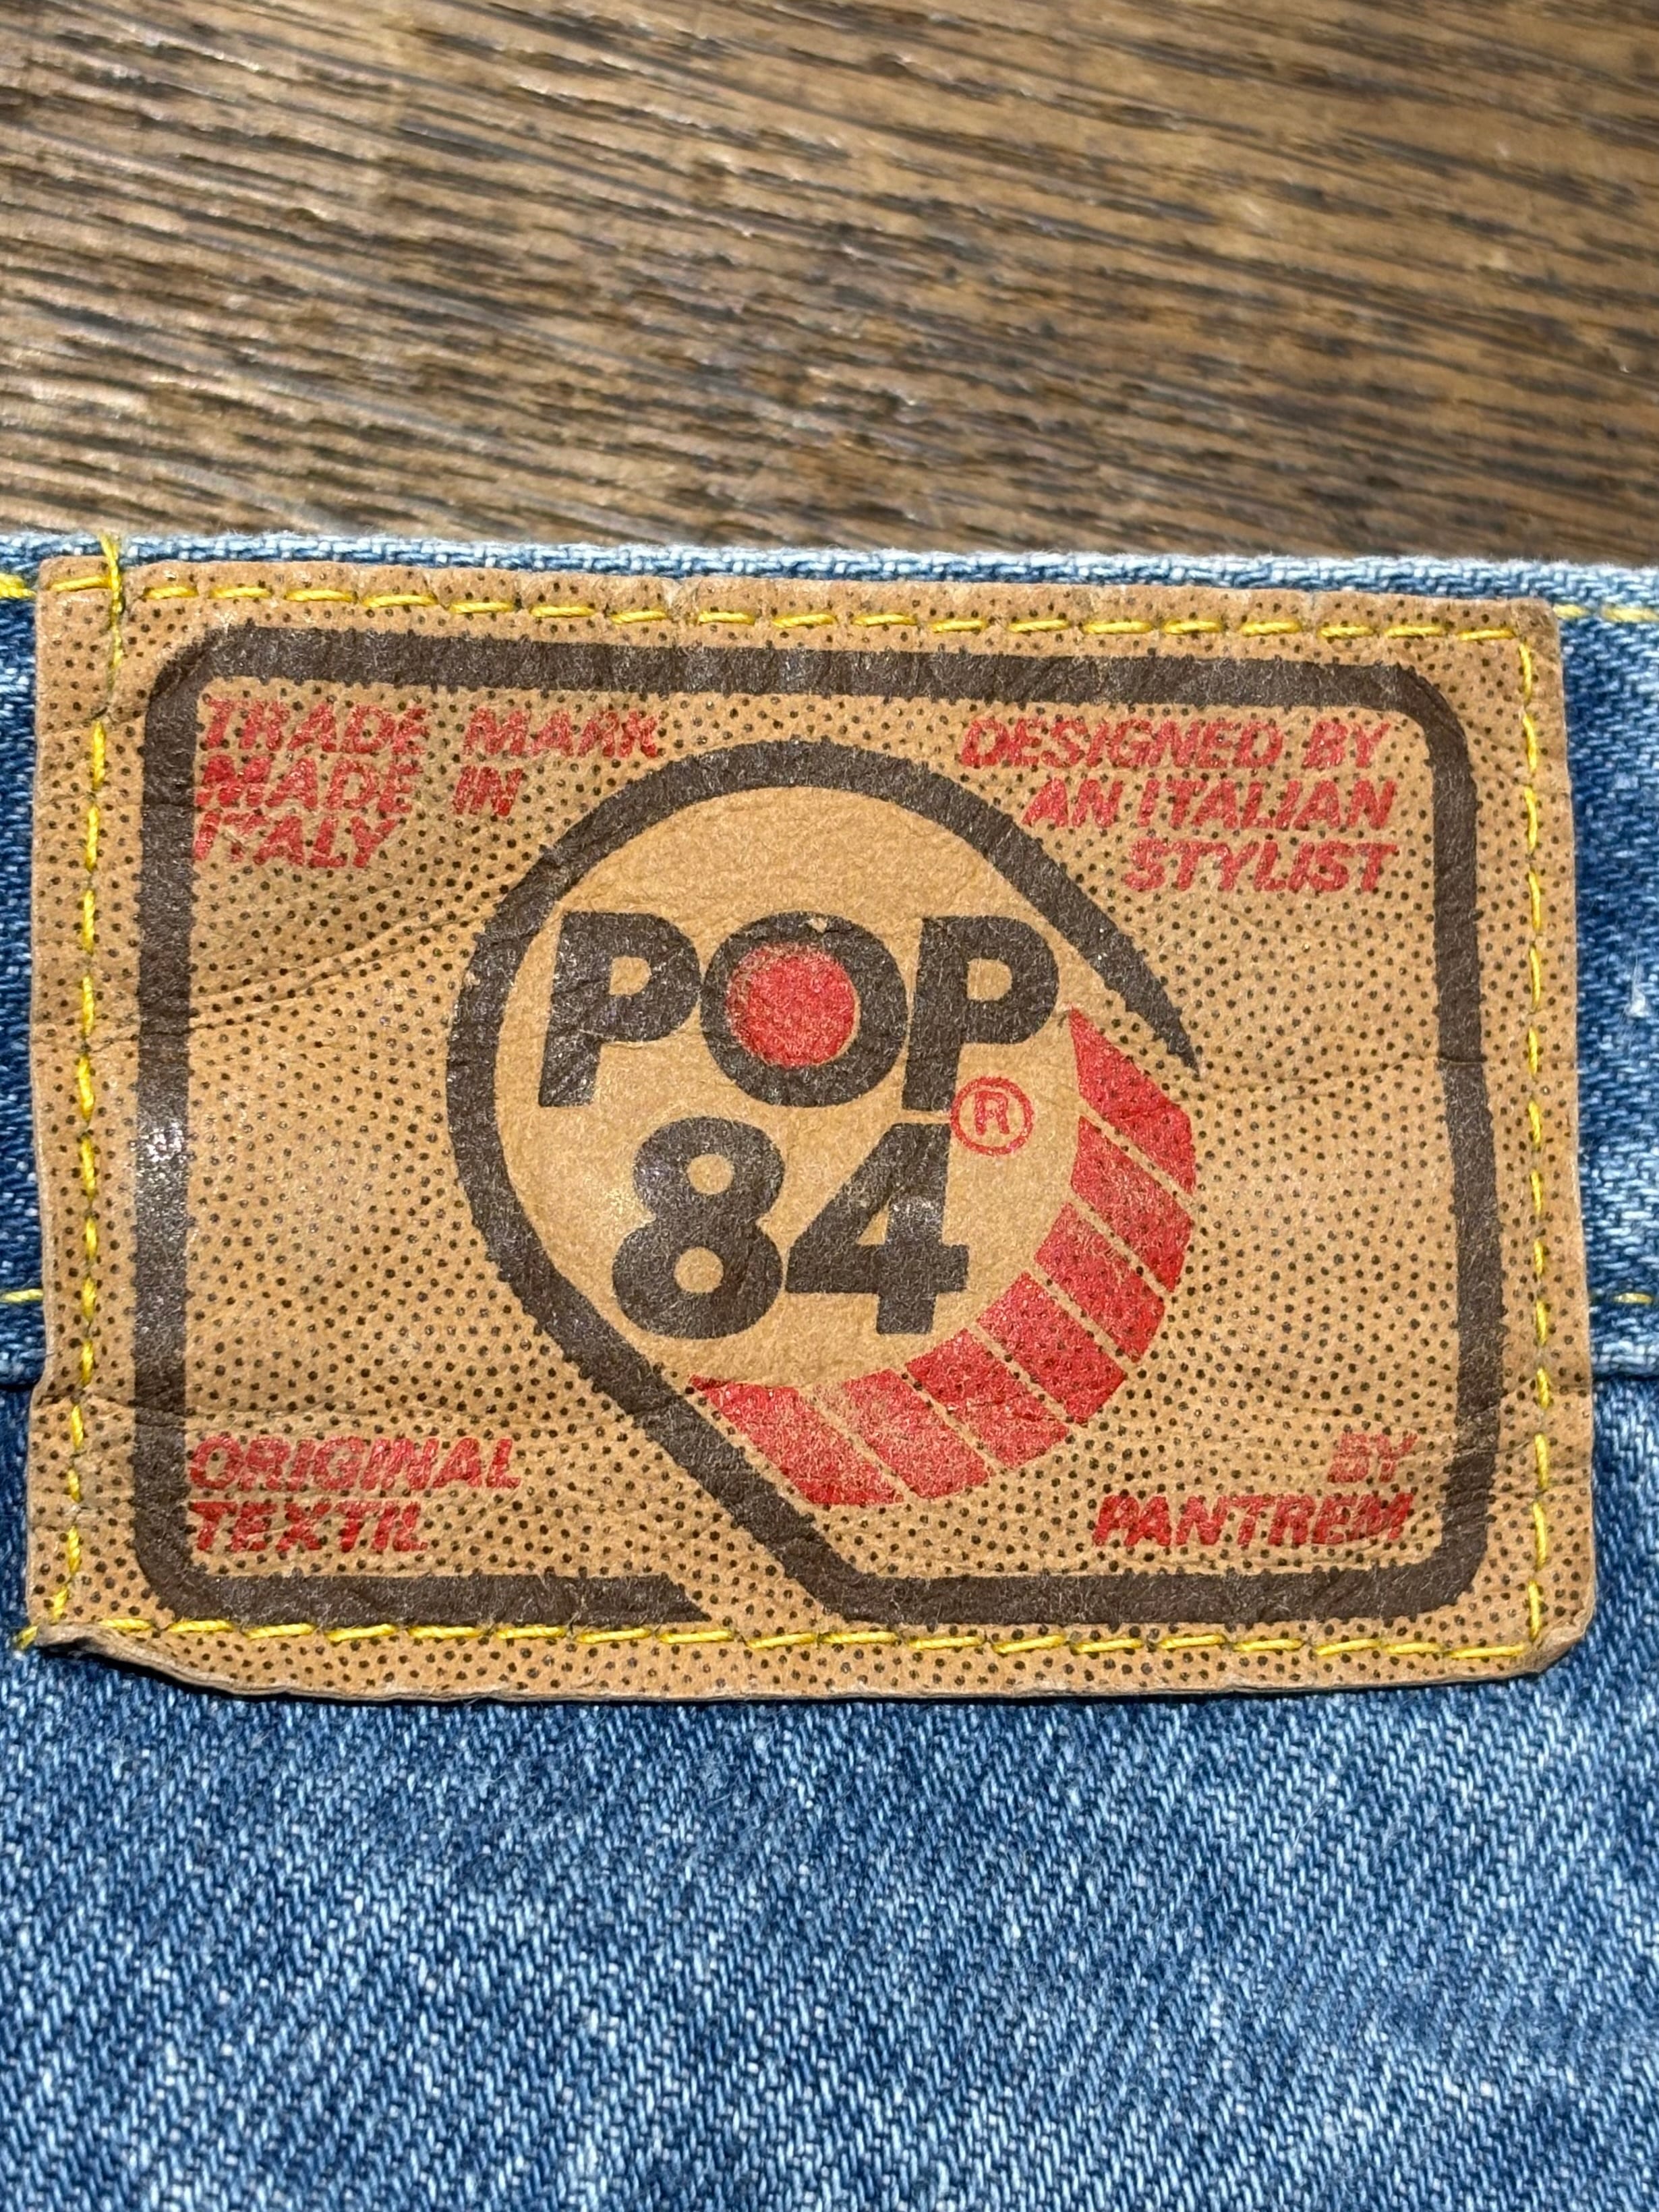 TRADE MARK
MADE IN
ITALY
DESIGNED BY
AN ITALIAN
STYLIST
POP
84®
ORIGINAL
TEXTIL
BY
PANTREM